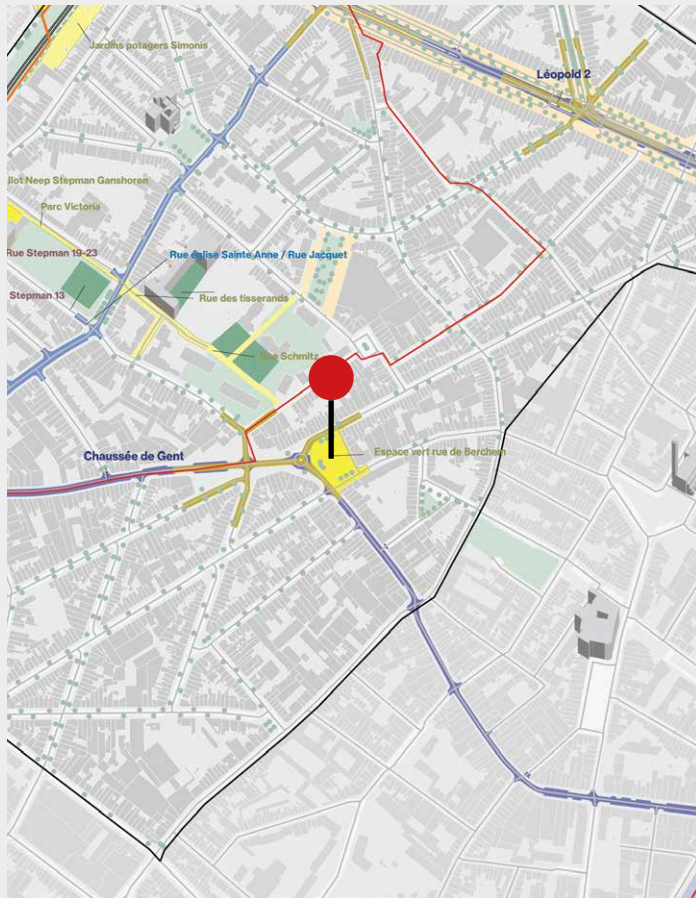 Jardins potagers Simonis
Léopold 2
llot Neep Stepman Ganshoren
Parc Victoria
Rue Stepman 19-23
Rue église Sainte Anne / Rue Jacquet
Stepman 13
Rue des tisserands
Rue Schmitz
Chaussée de Gent
Espace vert rue de Berchem